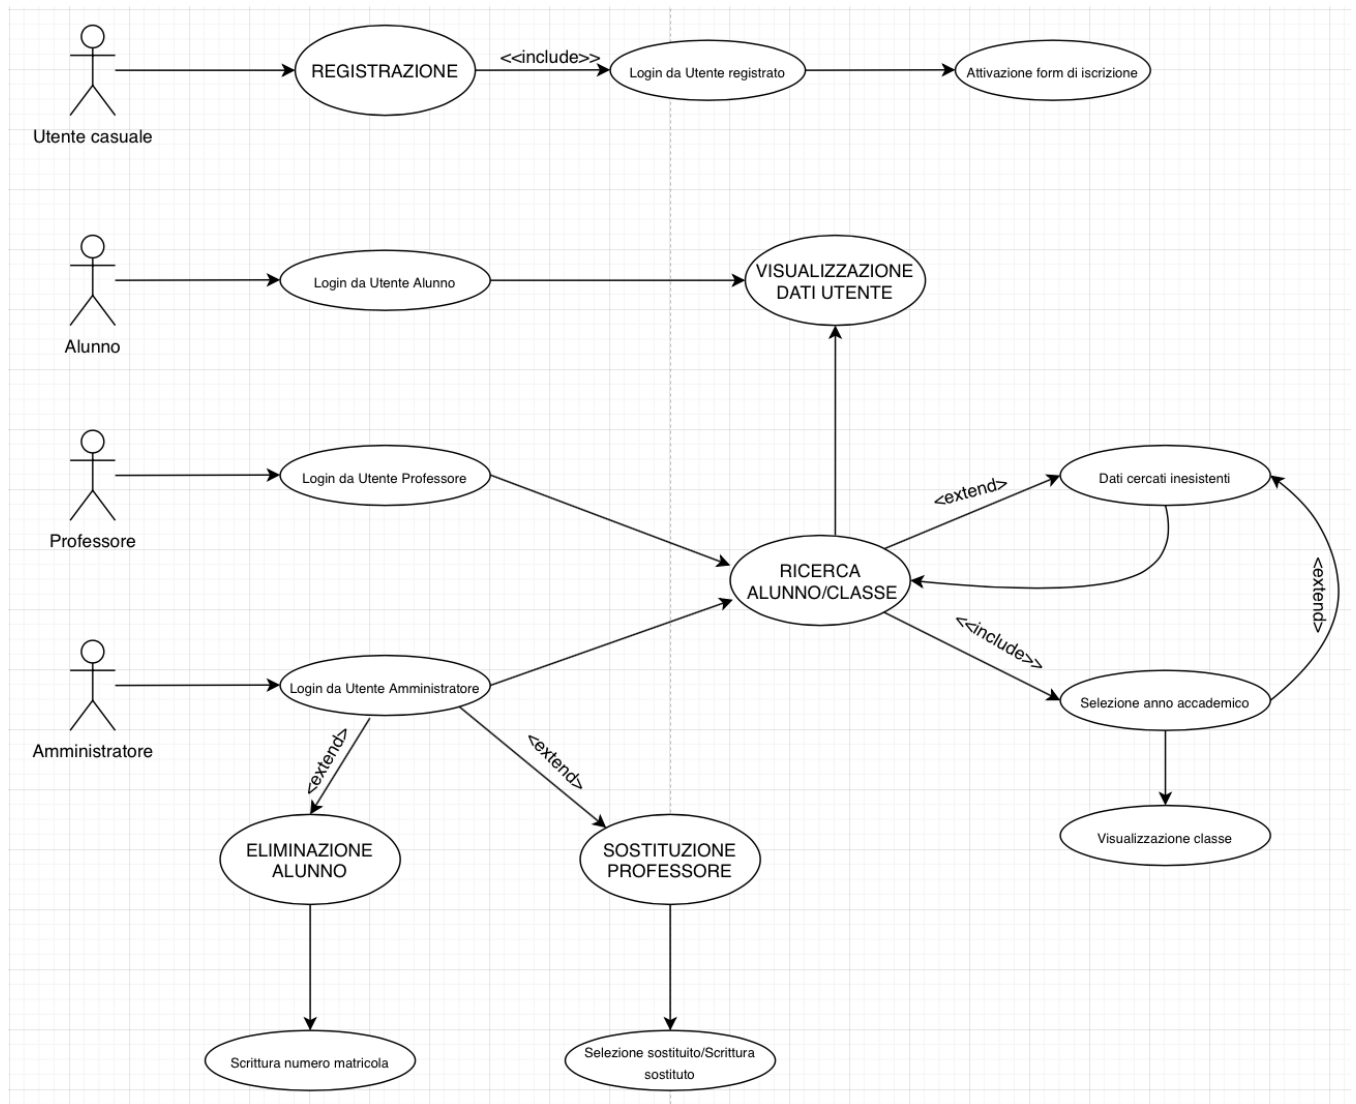 REGISTRAZIONE
<<include>>
Login da Utente registrato
Attivazione form di iscrizione
Utente casuale
Login da Utente Alunno
VISUALIZZAZIONE
DATI UTENTE
Alunno
Login da Utente Professore
<extend>
Dati cercati inesistenti
Professore
RICERCA
ALUNNO/CLASSE
<extend>
<<include>>
Login da Utente Amministratore
Selezione anno accademico
Amministratore
<extend>
<extend>
Visualizzazione classe
ELIMINAZIONE
ALUNNO
SOSTITUZIONE
PROFESSORE
Scrittura numero matricola
Selezione sostituito/Scrittura
sostituto